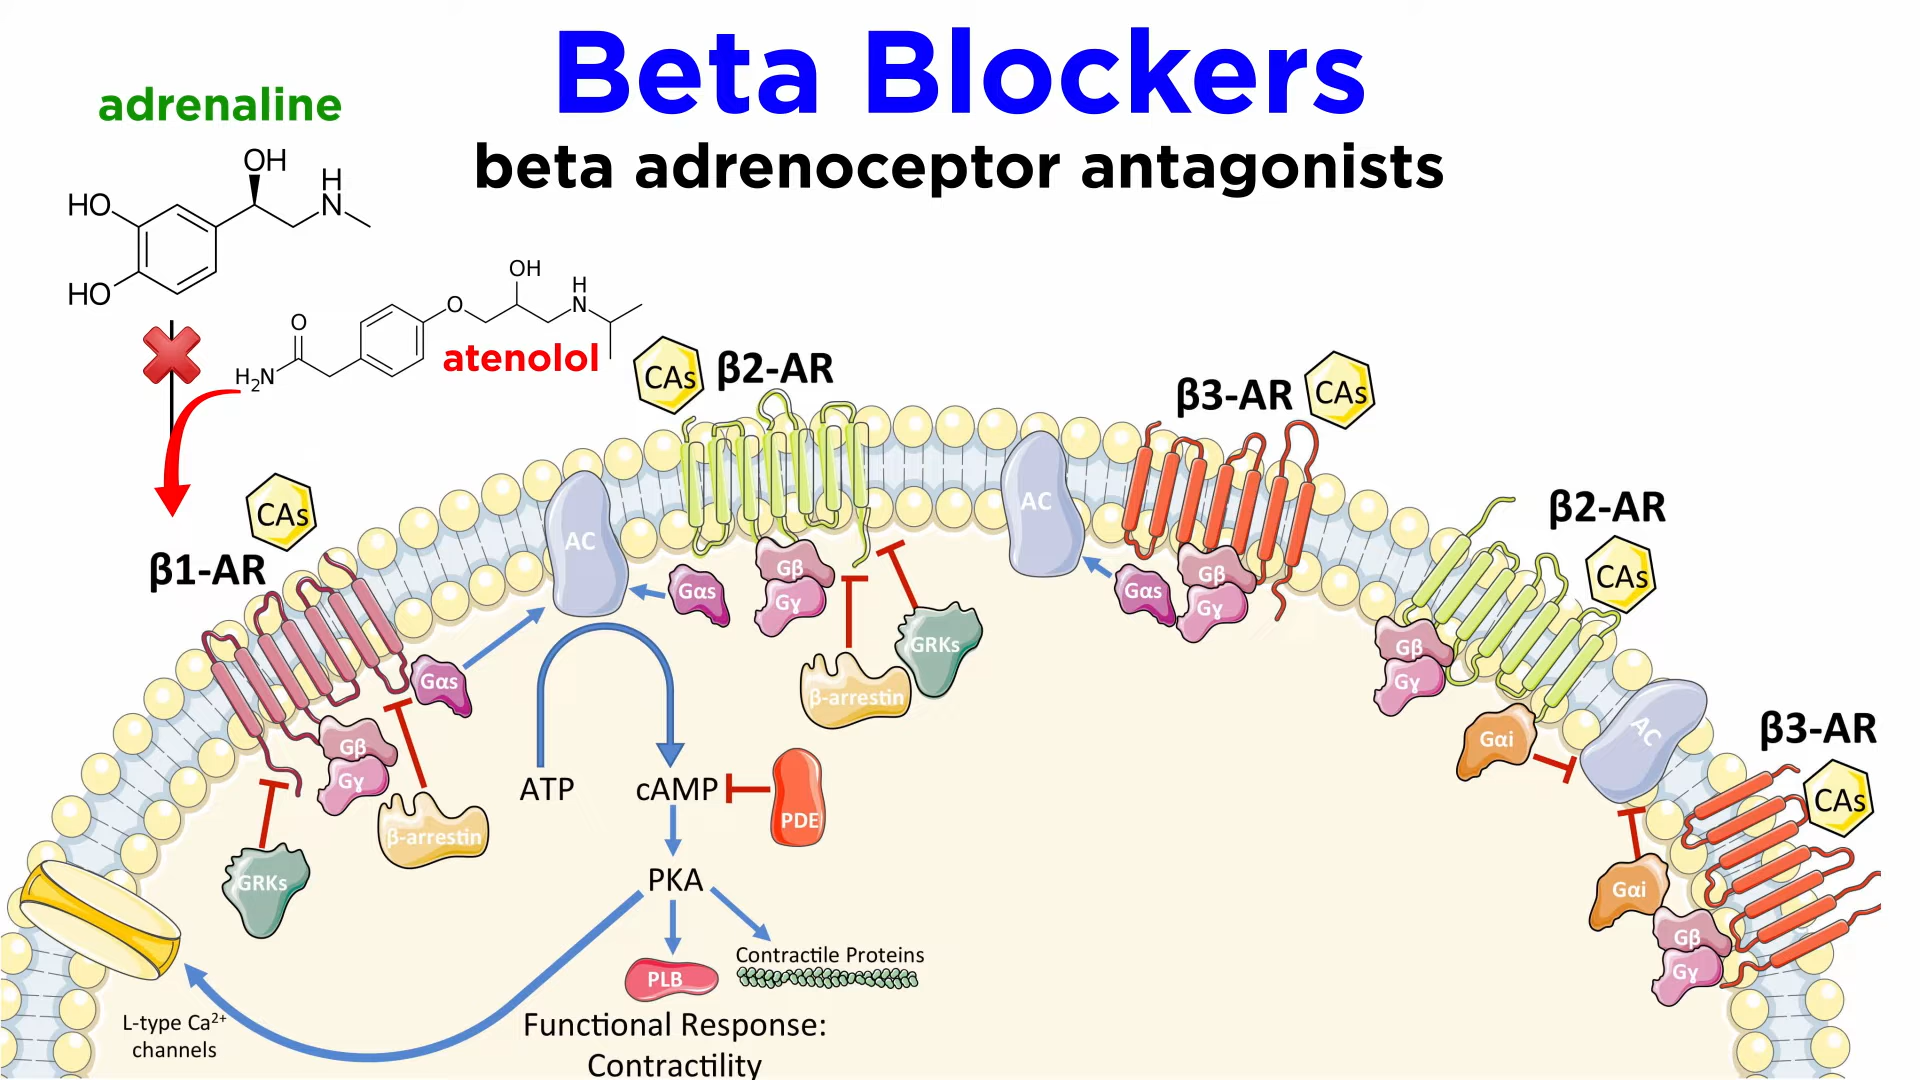 Beta Blockers
beta adrenoceptor antagonists
adrenaline
OH
H
N
HO
HO
OH
H
N
O
O
H₂N
atenolol
CAs
β2-AR
β3-AR
CAs
CAs
β1-AR
AC
AC
β2-AR
CAs
Gαs
Gβ
Gγ
Gαs
Gβ
Gγ
Gαs
GRKs
β-arrestin
Gβ
Gγ
Gβ
Gγ
Gαi
AC
β3-AR
CAs
ATP
cAMP
PDE
β-arrestin
GRKs
PKA
Gαi
Gβ
Gγ
Contractile Proteins
PLB
L-type Ca²⁺
channels
Functional Response:
Contractility